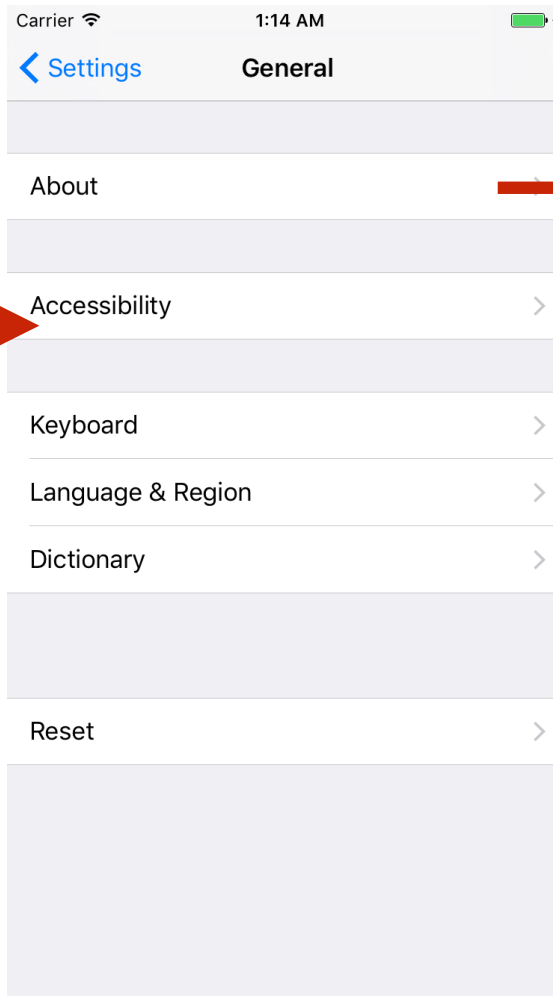 Carrier 1:14 AM
Settings General
About
Accessibility
Keyboard
Language & Region
Dictionary
Reset